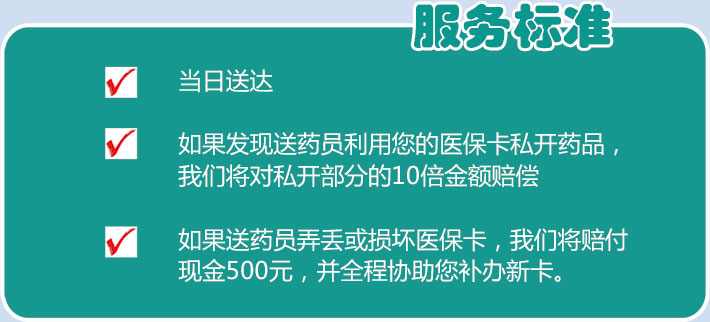 服务标准
当日送达
如果发现送药员利用您的医保卡私开药品，
我们将对私开部分的10倍金额赔偿
如果送药员弄丢或损坏医保卡，我们将赔付
现金500元，并全程协助您补办新卡。